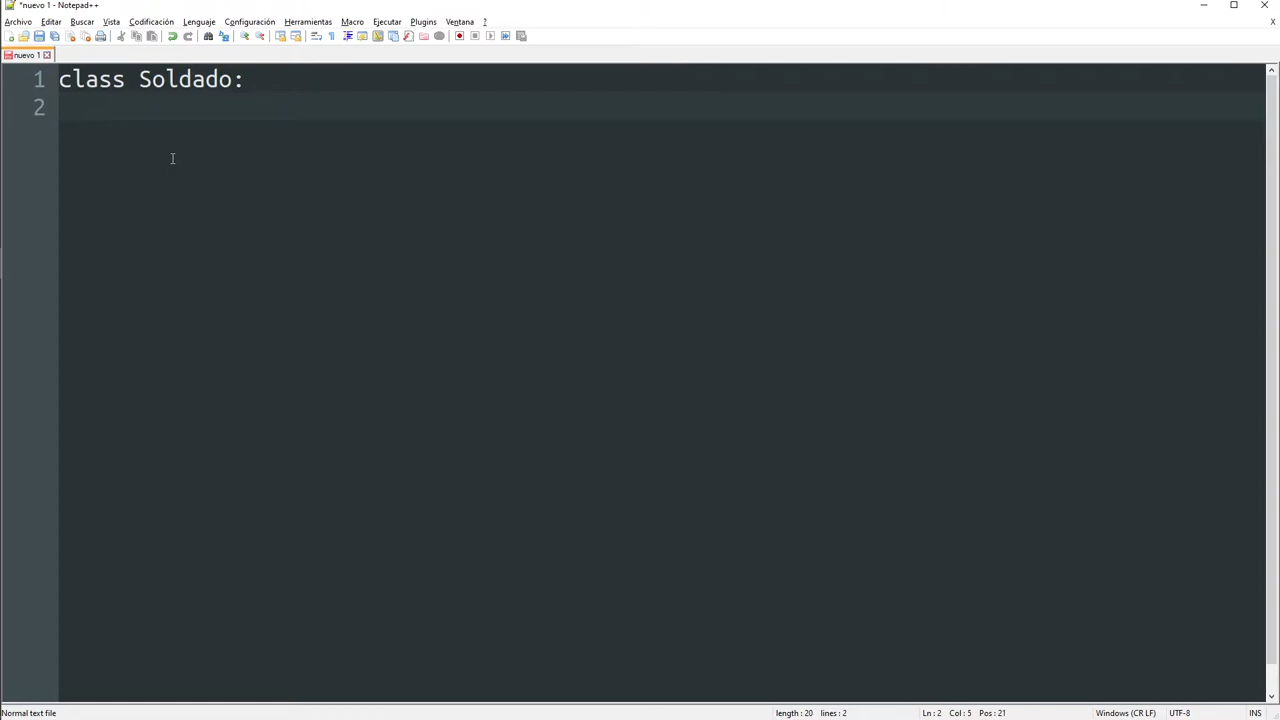 *nuevo 1 - Notepad++
Archivo Editar Buscar Vista Codificación Lenguaje Configuración Herramientas Macro Ejecutar Plugins Ventana ? X
nuevo 1
1 class Soldado:
2
Normal text file length : 20 lines : 2 Ln : 2 Col : 5 Pos : 21 Windows (CR LF) UTF-8 INS